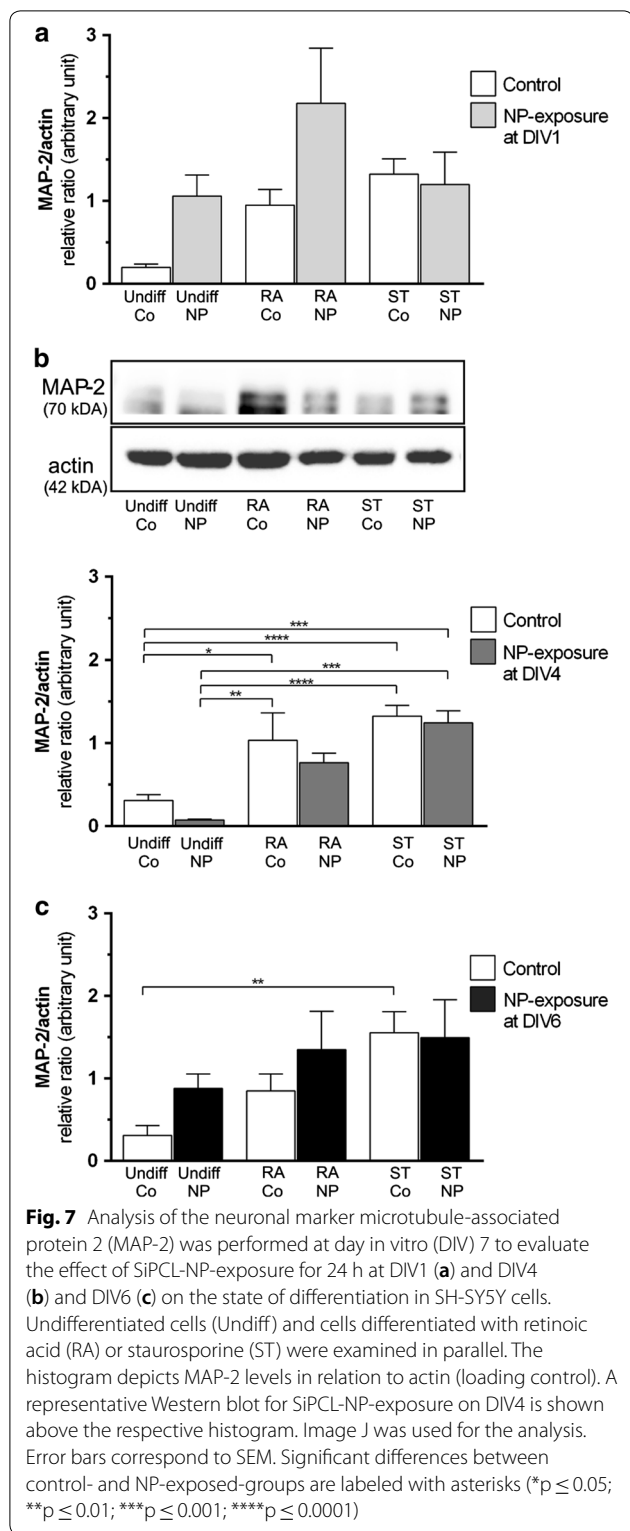 a
3
2
1
0
MAP-2/actin
relative ratio (arbitrary unit)
Control
NP-exposure
at DIV1
Undiff Undiff RA RA ST ST
Co NP Co NP Co NP
b
MAP-2
(70 kDA)
actin
(42 kDA)
Undiff Undiff RA RA ST ST
Co NP Co NP Co NP
3
2
1
0
MAP-2/actin
relative ratio (arbitrary unit)
***
****
*
***
****
**
Control
NP-exposure
at DIV4
Undiff Undiff RA RA ST ST
Co NP Co NP Co NP
c
3
2
1
0
MAP-2/actin
relative ratio (arbitrary unit)
**
Control
NP-exposure
at DIV6
Undiff Undiff RA RA ST ST
Co NP Co NP Co NP
Fig. 7 Analysis of the neuronal marker microtubule-associated
protein 2 (MAP-2) was performed at day in vitro (DIV) 7 to evaluate
the effect of SiPCL-NP-exposure for 24 h at DIV1 (a) and DIV4
(b) and DIV6 (c) on the state of differentiation in SH-SY5Y cells.
Undifferentiated cells (Undiff) and cells differentiated with retinoic
acid (RA) or staurosporine (ST) were examined in parallel. The
histogram depicts MAP-2 levels in relation to actin (loading control). A
representative Western blot for SiPCL-NP-exposure on DIV4 is shown
above the respective histogram. Image J was used for the analysis.
Error bars correspond to SEM. Significant differences between
control- and NP-exposed-groups are labeled with asterisks (*p ≤ 0.05;
**p ≤ 0.01; ***p ≤ 0.001; ****p ≤ 0.0001)